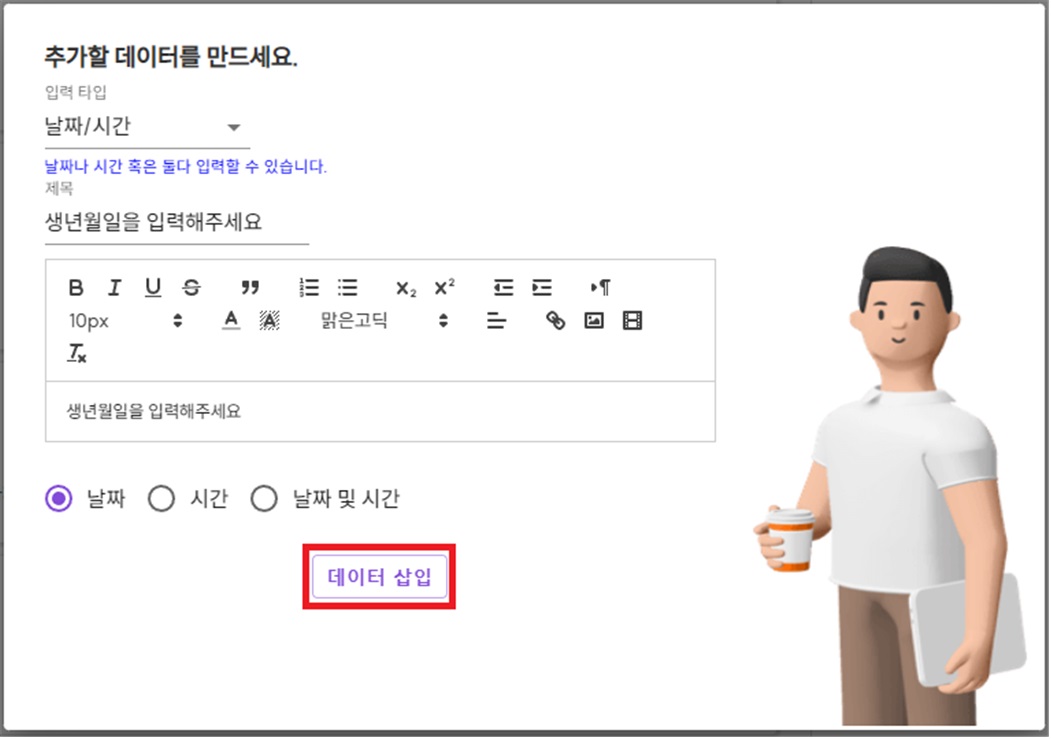 추가할 데이터를 만드세요.
입력 타입
날짜/시간
날짜나 시간 혹은 둘다 입력할 수 있습니다.
제목
생년월일을 입력해주세요
B I U S ” X₂ X²
10px A A 맑은고딕
Tx
생년월일을 입력해주세요
날짜 시간 날짜 및 시간
데이터 삽입